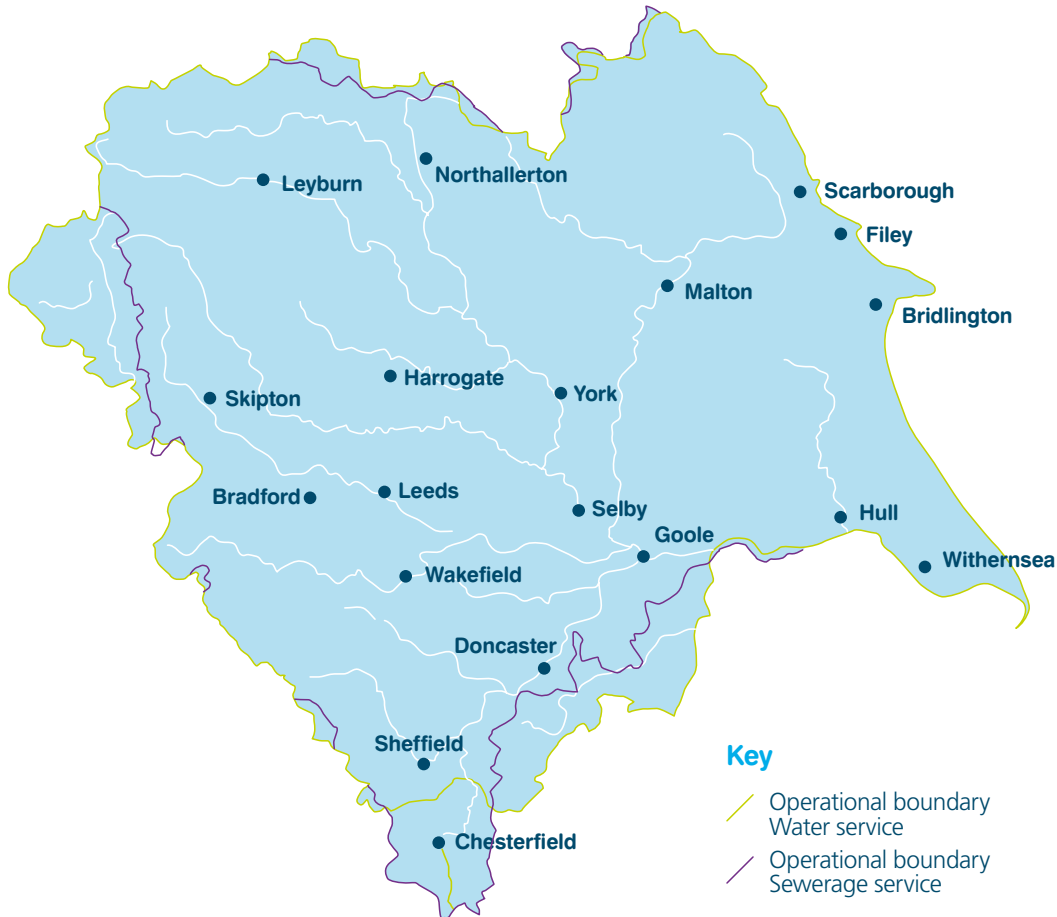 Northallerton
Leyburn
Scarborough
Filey
Malton
Bridlington
Harrogate
York
Skipton
Leeds
Bradford
Selby
Hull
Goole
Withernsea
Wakefield
Doncaster
Sheffield
Chesterfield
Key
Operational boundary
Water service
Operational boundary
Sewerage service